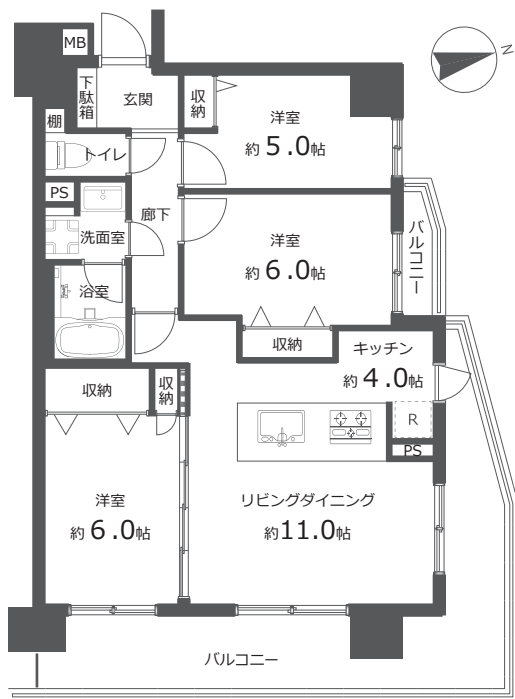 MB
N
下駄箱
玄関
収納
洋室
約5.0帖
棚
トイレ
PS
廊下
洗面室
洋室
約6.0帖
バルコニー
浴室
収納
キッチン
約4.0帖
収納
収納
R
PS
洋室
約6.0帖
リビングダイニング
約11.0帖
バルコニー